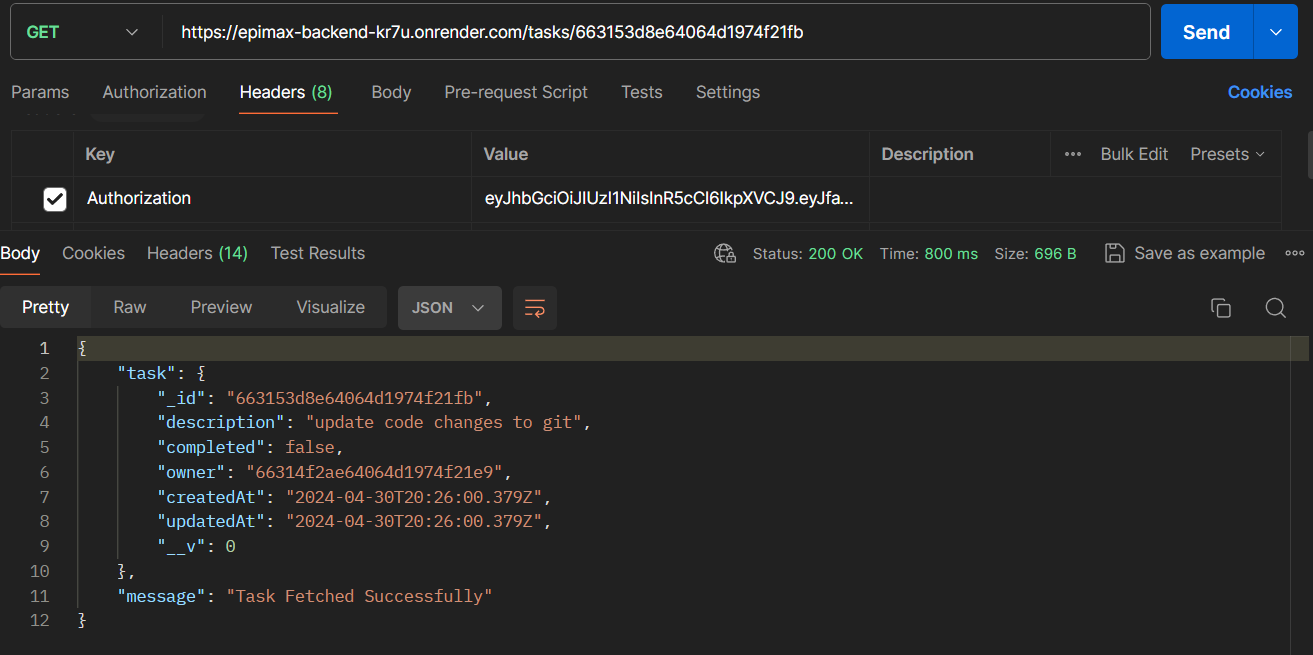 GET https://epimax-backend-kr7u.onrender.com/tasks/663153d8e64064d1974f21fb Send
Params Authorization Headers (8) Body Pre-request Script Tests Settings Cookies
Key Value Description ••• Bulk Edit Presets
Authorization eyJhbGciOiJIUzI1NiIsInR5cCI6IkpXVCJ9.eyJfa...
Body Cookies Headers (14) Test Results Status: 200 OK Time: 800 ms Size: 696 B Save as example
Pretty Raw Preview Visualize JSON
1 {
2 "task": {
3 "_id": "663153d8e64064d1974f21fb",
4 "description": "update code changes to git",
5 "completed": false,
6 "owner": "66314f2ae64064d1974f21e9",
7 "createdAt": "2024-04-30T20:26:00.379Z",
8 "updatedAt": "2024-04-30T20:26:00.379Z",
9 "__v": 0
10 },
11 "message": "Task Fetched Successfully"
12 }